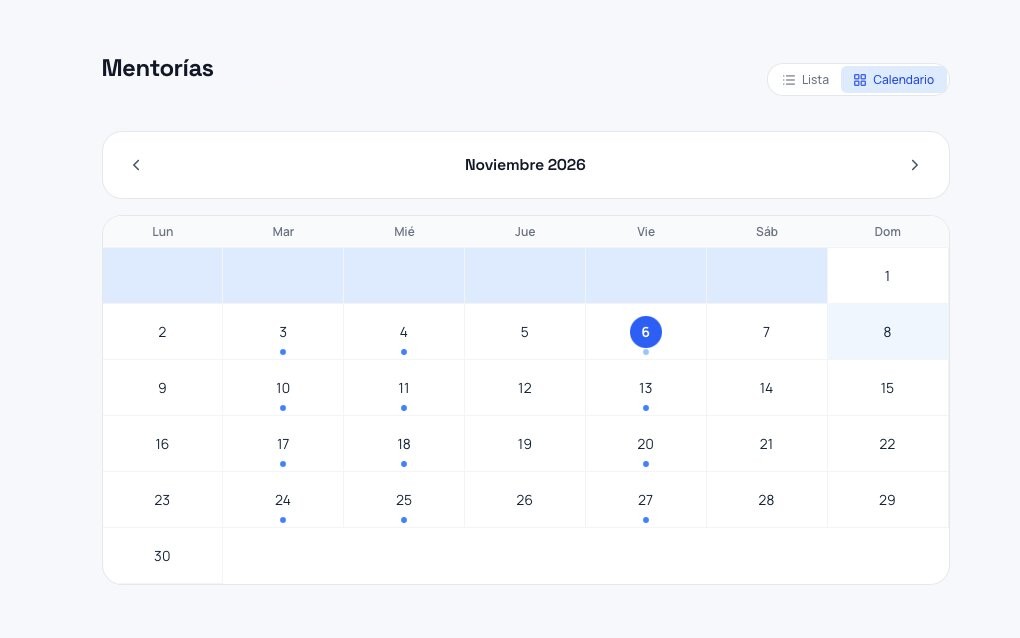 Mentorías
Lista Calendario
Noviembre 2026
Lun Mar Mié Jue Vie Sáb Dom
1
2 3 4 5 6 7 8
9 10 11 12 13 14 15
16 17 18 19 20 21 22
23 24 25 26 27 28 29
30